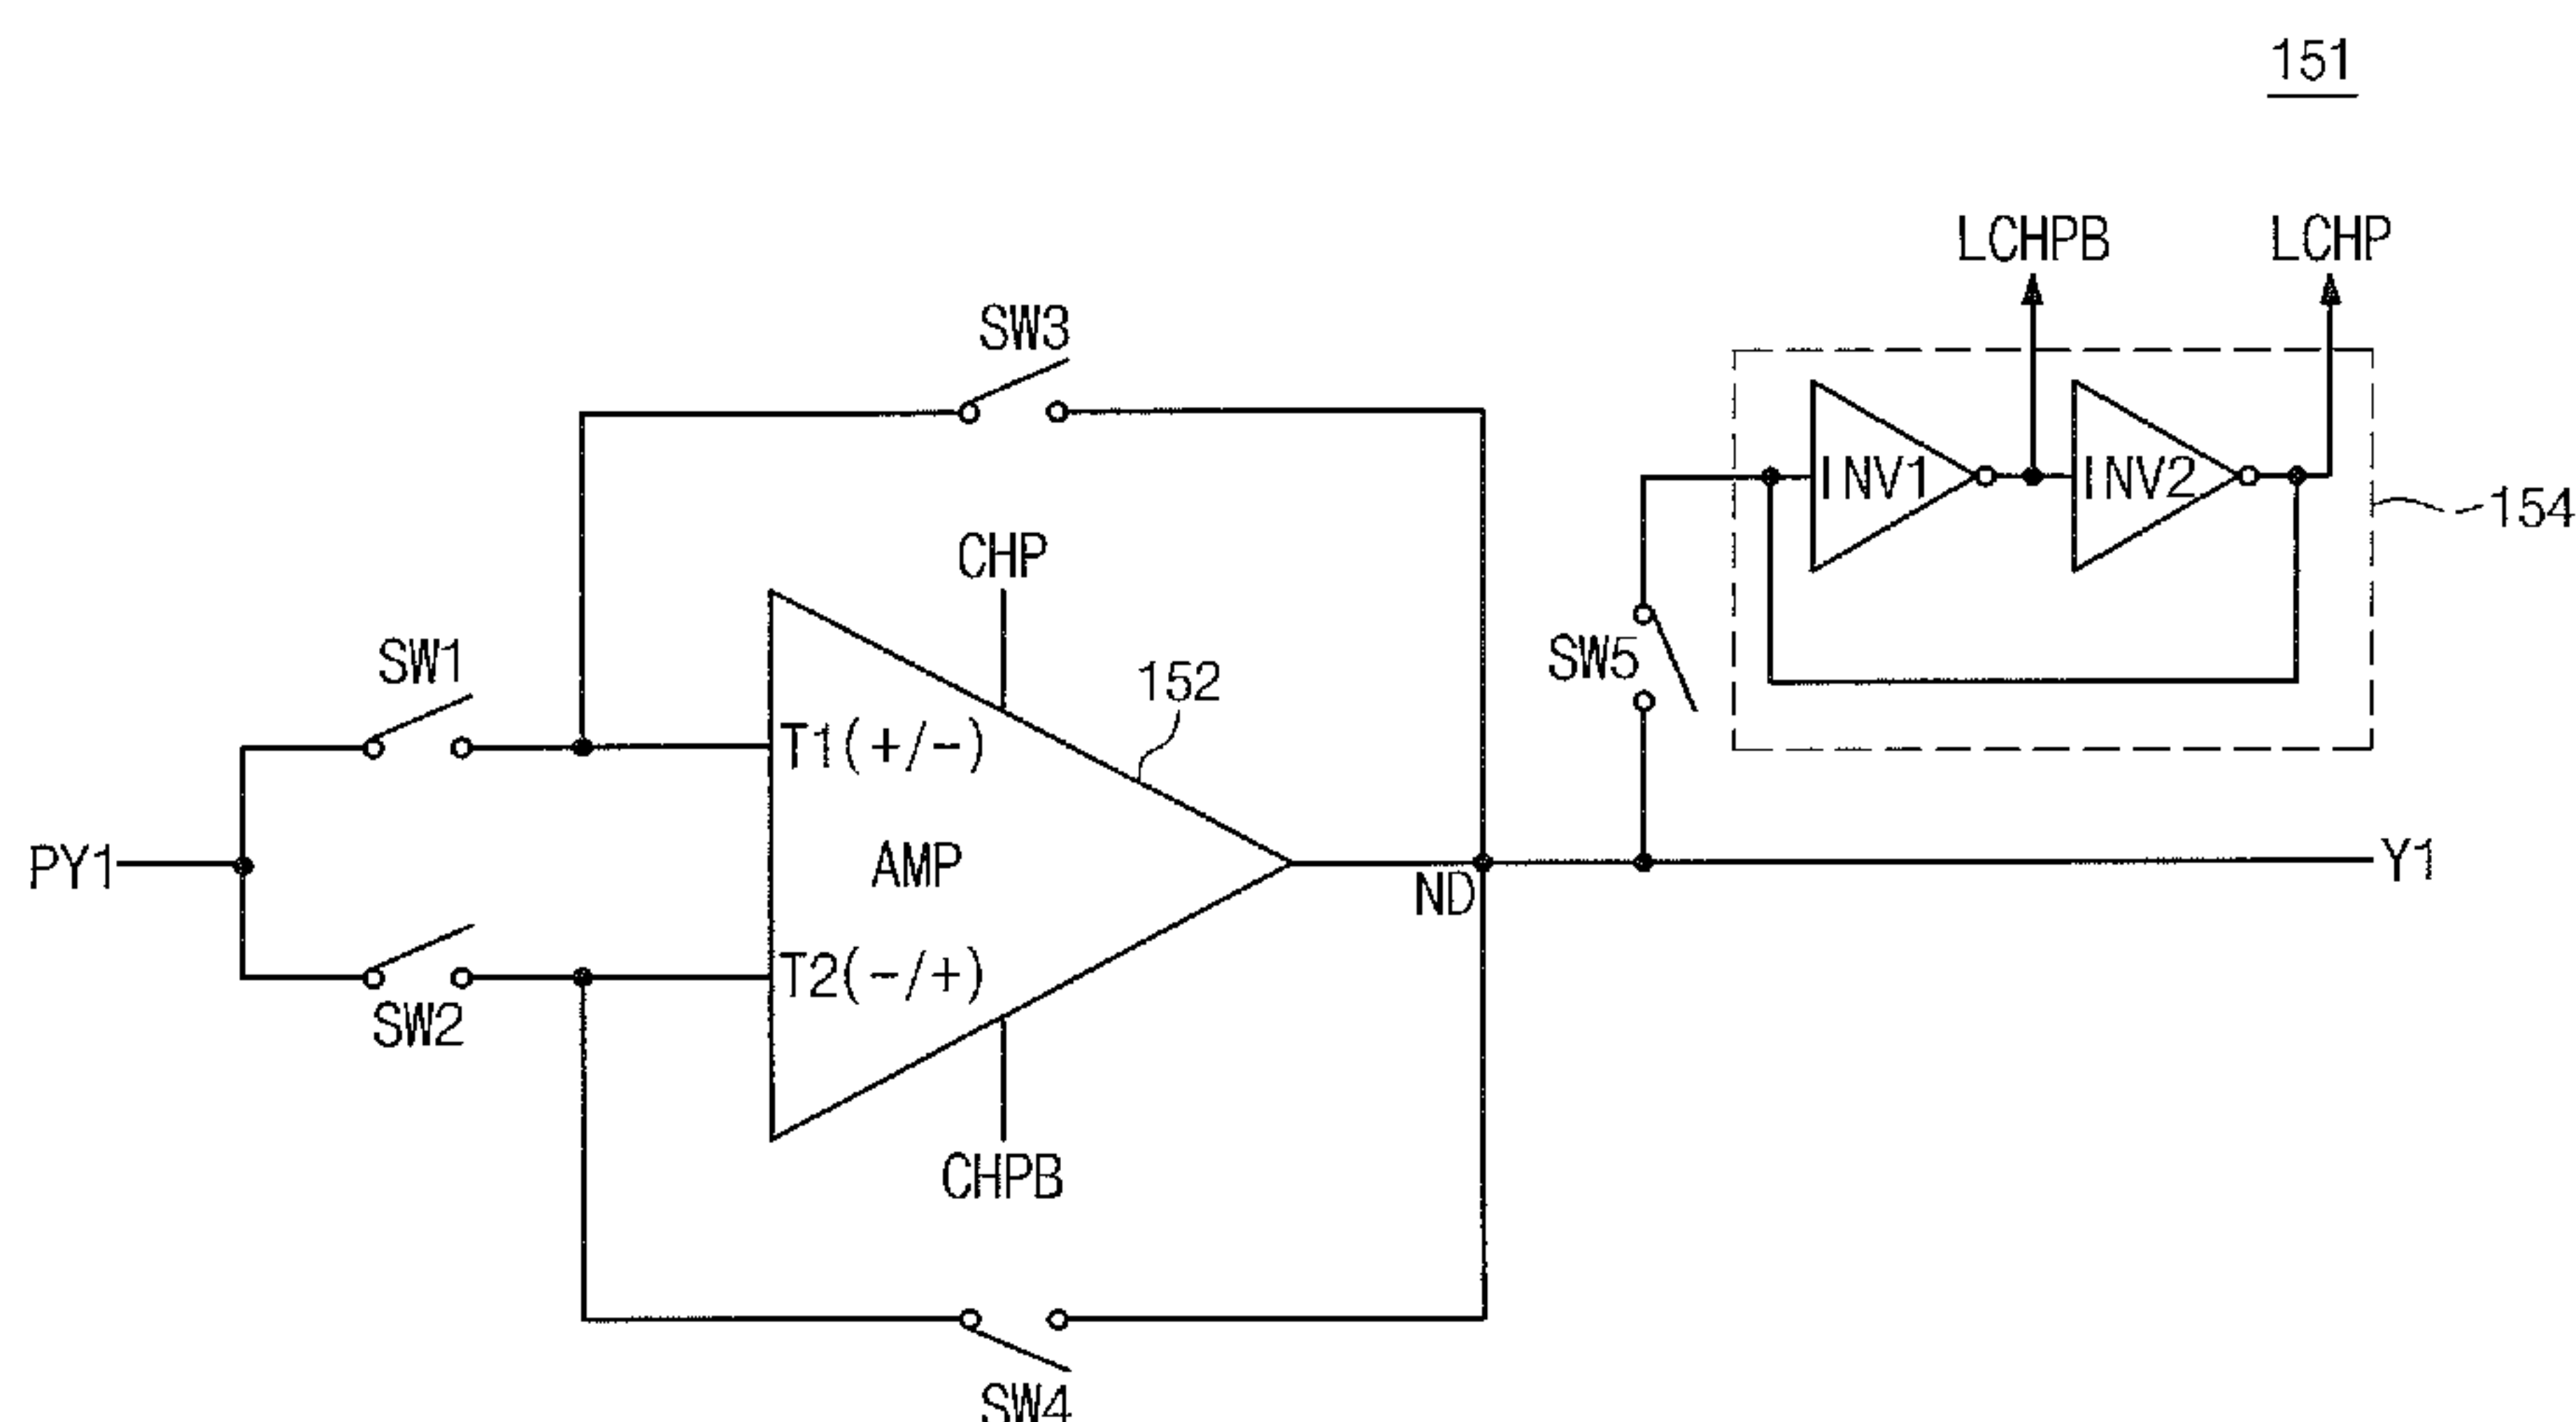 151
LCHPB
LCHP
SW3
INV1
INV2
154
CHP
SW1
SW5
152
T1(+/-)
PY1
AMP
ND
Y1
T2(-/+)
SW2
CHPB
SW4